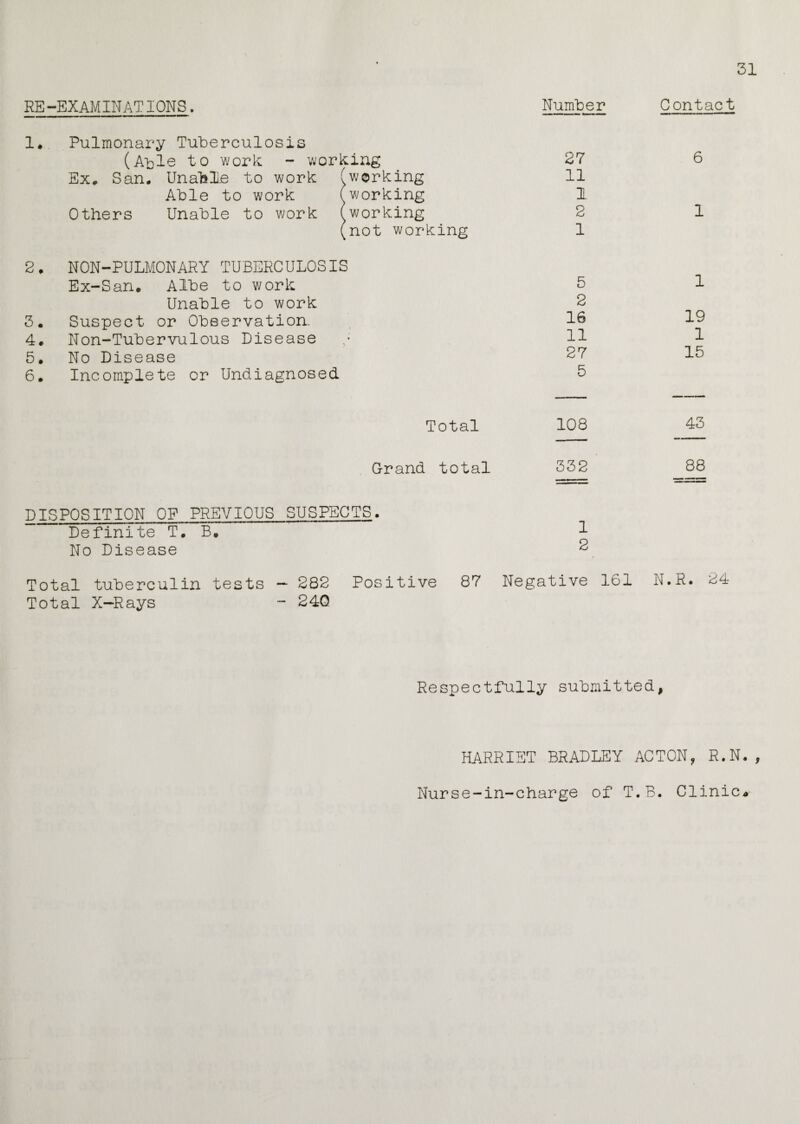 31
RE-EXAMINATIONS. Number Contact
1. Pulmonary Tuberculosis
(Able to work - working 27 6
Ex. San. Unable to work (working 11
Able to work (working 1
Others Unable to work (working 2 1
(not working 1
2. NON-PULMONARY TUBERCULOSIS
Ex-San. Albe to work 5 1
Unable to work 2
3. Suspect or Observation. 16 19
4. Non-Tubervulous Disease 11 1
5. No Disease 27 15
6. Incomplete or Undiagnosed 5
Total 108 43
Grand total 332 88
DISPOSITION OF PREVIOUS SUSPECTS.
Definite T. B. 1
No Disease 2
Total tuberculin tests - 282 Positive 87 Negative 161 N.R. 24
Total X-Rays - 240
Respectfully submitted,
HARRIET BRADLEY ACTON, R.N.,
Nurse-in-charge of T.B. Clinic.